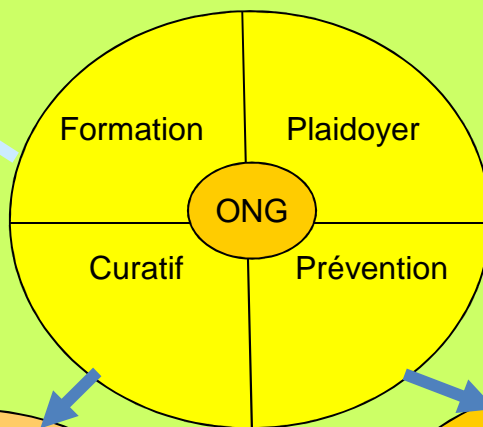 Formation
Plaidoyer
ONG
Curatif
Prévention